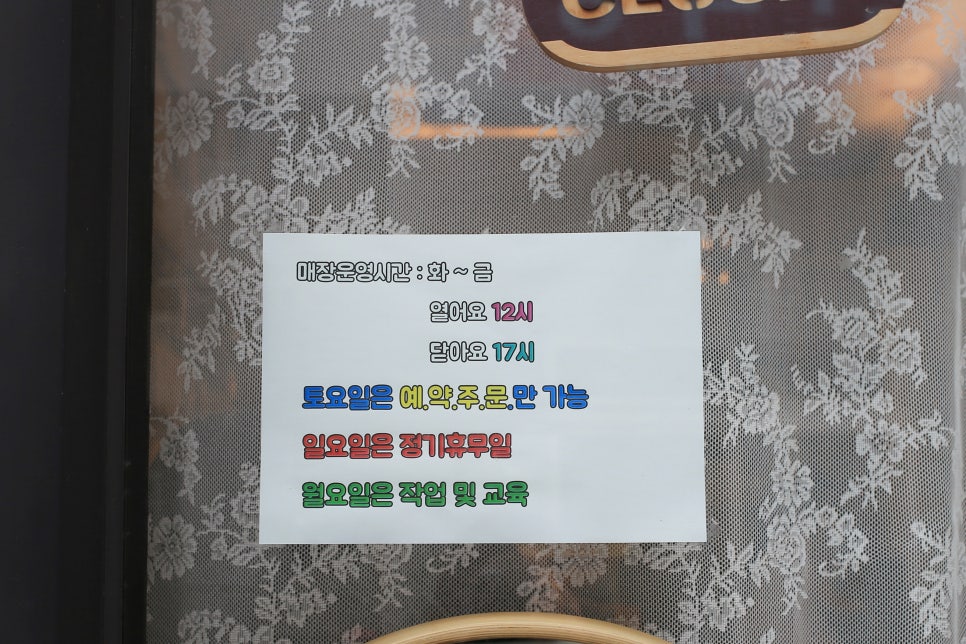 매장운영시간 : 화 ~ 금
열어요 12시
닫아요 17시
토요일은 예.약.주.문.만 가능
일요일은 정기휴무일
월요일은 작업 및 교육